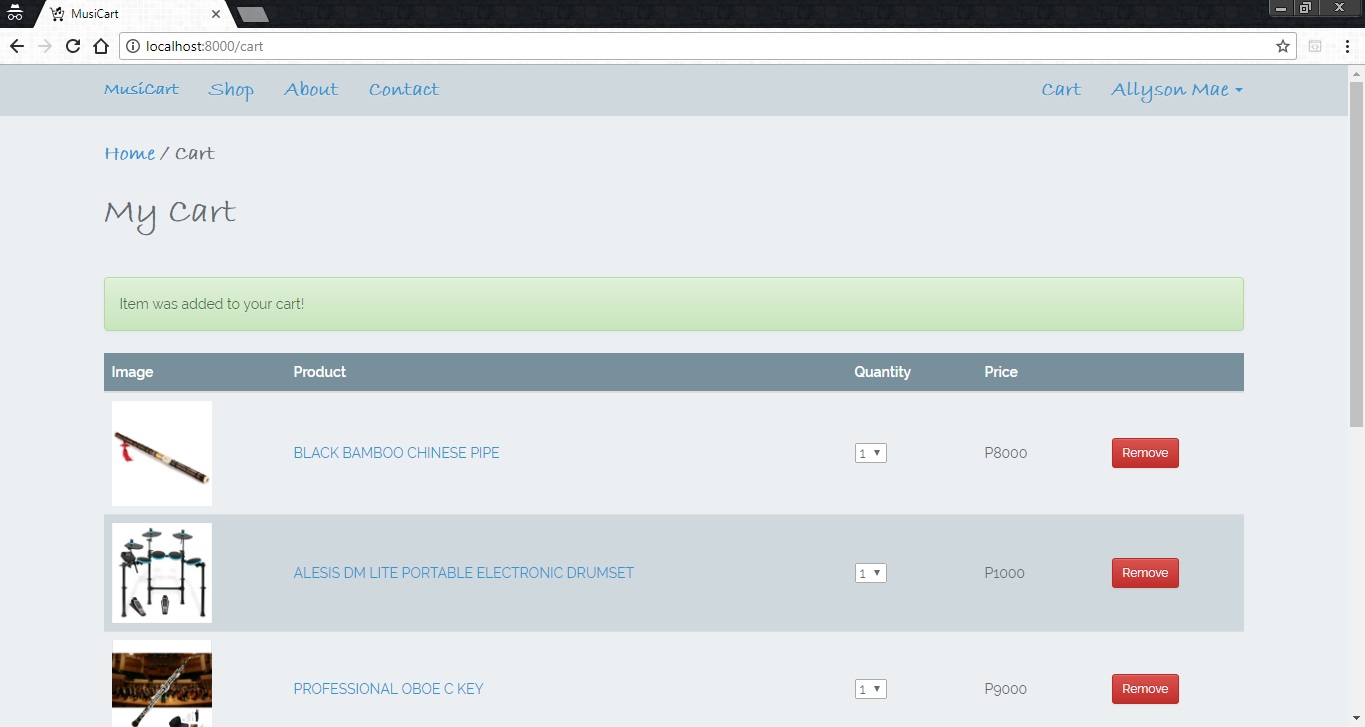 MusiCart
localhost:8000/cart
MusiCart Shop About Contact Cart Allyson Mae
Home / Cart
My Cart
Item was added to your cart!
Image Product Quantity Price
BLACK BAMBOO CHINESE PIPE 1 P8000 Remove
ALESIS DM LITE PORTABLE ELECTRONIC DRUMSET 1 P1000 Remove
PROFESSIONAL OBOE C KEY 1 P9000 Remove